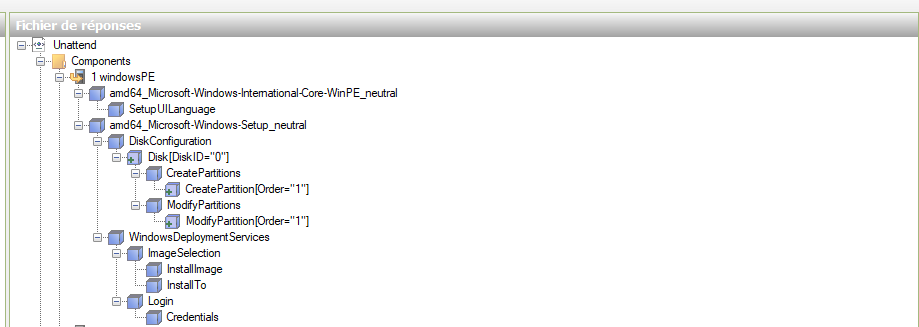 Fichier de réponses
Unattend
Components
1 windowsPE
amd64_Microsoft-Windows-International-Core-WinPE_neutral
SetupUILanguage
amd64_Microsoft-Windows-Setup_neutral
DiskConfiguration
Disk[DiskID="0"]
CreatePartitions
CreatePartition[Order="1"]
ModifyPartitions
ModifyPartition[Order="1"]
WindowsDeploymentServices
ImageSelection
InstallImage
InstallTo
Login
Credentials